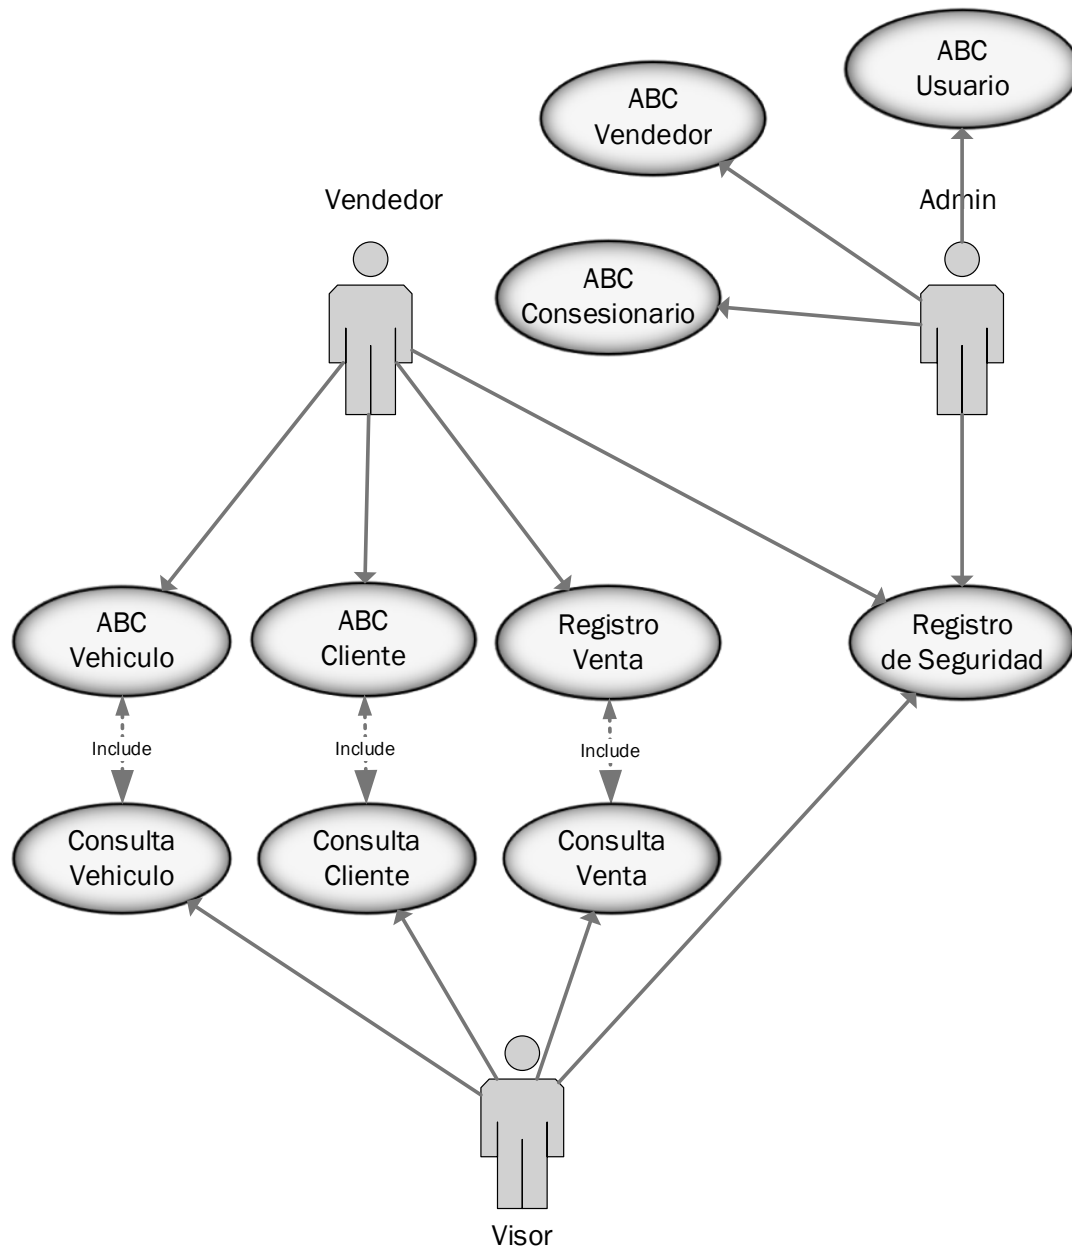 ABC
Usuario
ABC
Vendedor
Vendedor
Admin
ABC
Consesionario
ABC
Vehiculo
ABC
Cliente
Registro
Venta
Registro
de Seguridad
Include
Include
Include
Consulta
Vehiculo
Consulta
Cliente
Consulta
Venta
Visor